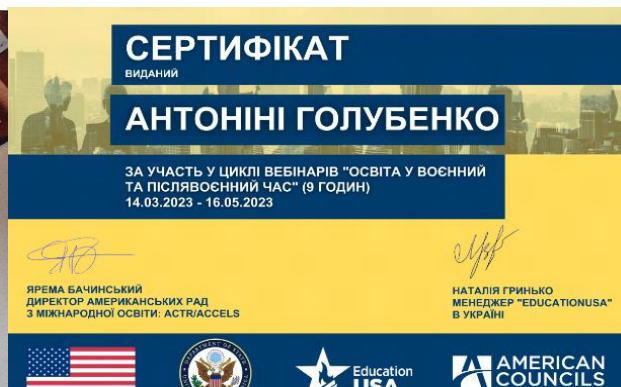 СЕРТИФІКАТ
ВИДАНИЙ
АНТОНІНІ ГОЛУБЕНКО
ЗА УЧАСТЬ У ЦИКЛІ ВЕБІНАРІВ "ОСВІТА У ВОЄННИЙ
ТА ПІСЛЯВОЄННИЙ ЧАС" (9 ГОДИН)
14.03.2023 - 16.05.2023
ЯРЕМА БАЧИНСЬКИЙ
ДИРЕКТОР АМЕРИКАНСЬКИХ РАД
З МІЖНАРОДНОЇ ОСВІТИ: ACTR/ACCELS
НАТАЛІЯ ГРИНЬКО
МЕНЕДЖЕР "EDUCATIONUSA"
В УКРАЇНІ
Education
USA
AMERICAN
COUNCILS